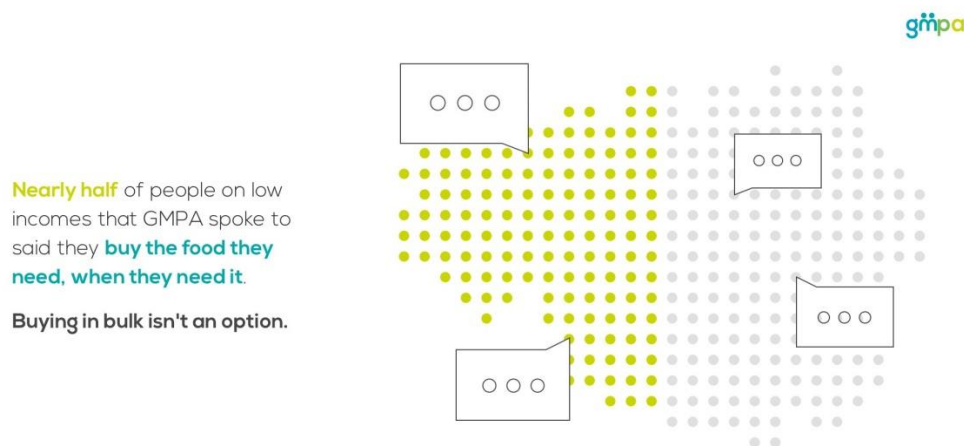 gmpa
Nearly half of people on low
incomes that GMPA spoke to
said they buy the food they
need, when they need it.
Buying in bulk isn't an option.